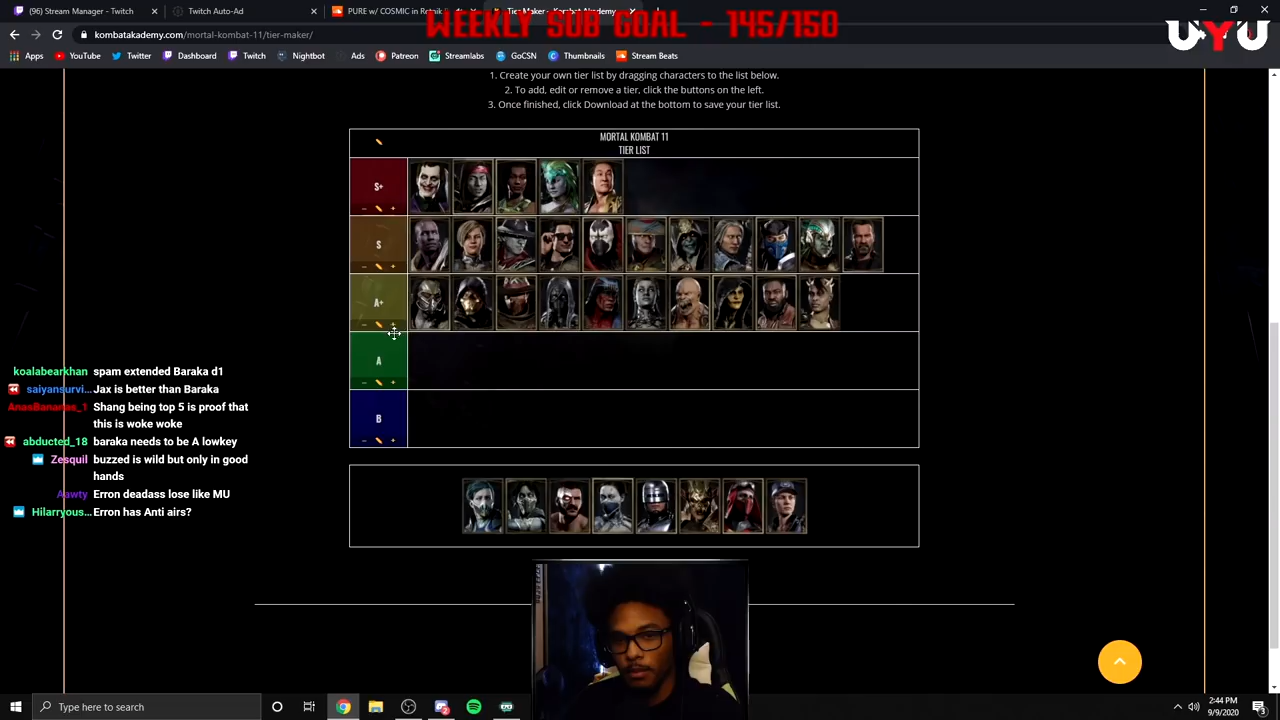 (96) Stream Manager - Twitch
Twitch Auto-Ad
WEEKLY SUB GOAL - 145/150
kombatakademy.com/mortal-kombat-11/tier-maker/
UYU
Apps
YouTube
Twitter
Dashboard
Twitch
Nightbot
Ads
Patreon
Streamlabs
GoCSN
Thumbnails
Stream Beats
1. Create your own tier list by dragging characters to the list below.
2. To add, edit or remove a tier, click the buttons on the left.
3. Once finished, click Download at the bottom to save your tier list.
MORTAL KOMBAT 11
TIER LIST
S+
S
A+
A
B
koalabearkhan spam extended Baraka d1
saiyansurvi... Jax is better than Baraka
AnasBananas_1 Shang being top 5 is proof that
this is woke woke
abducted_18 baraka needs to be A lowkey
Zesquil buzzed is wild but only in good
hands
Aawty Erron deadass lose like MU
Hilarryous... Erron has Anti airs?
Type here to search
2:44 PM
9/9/2020